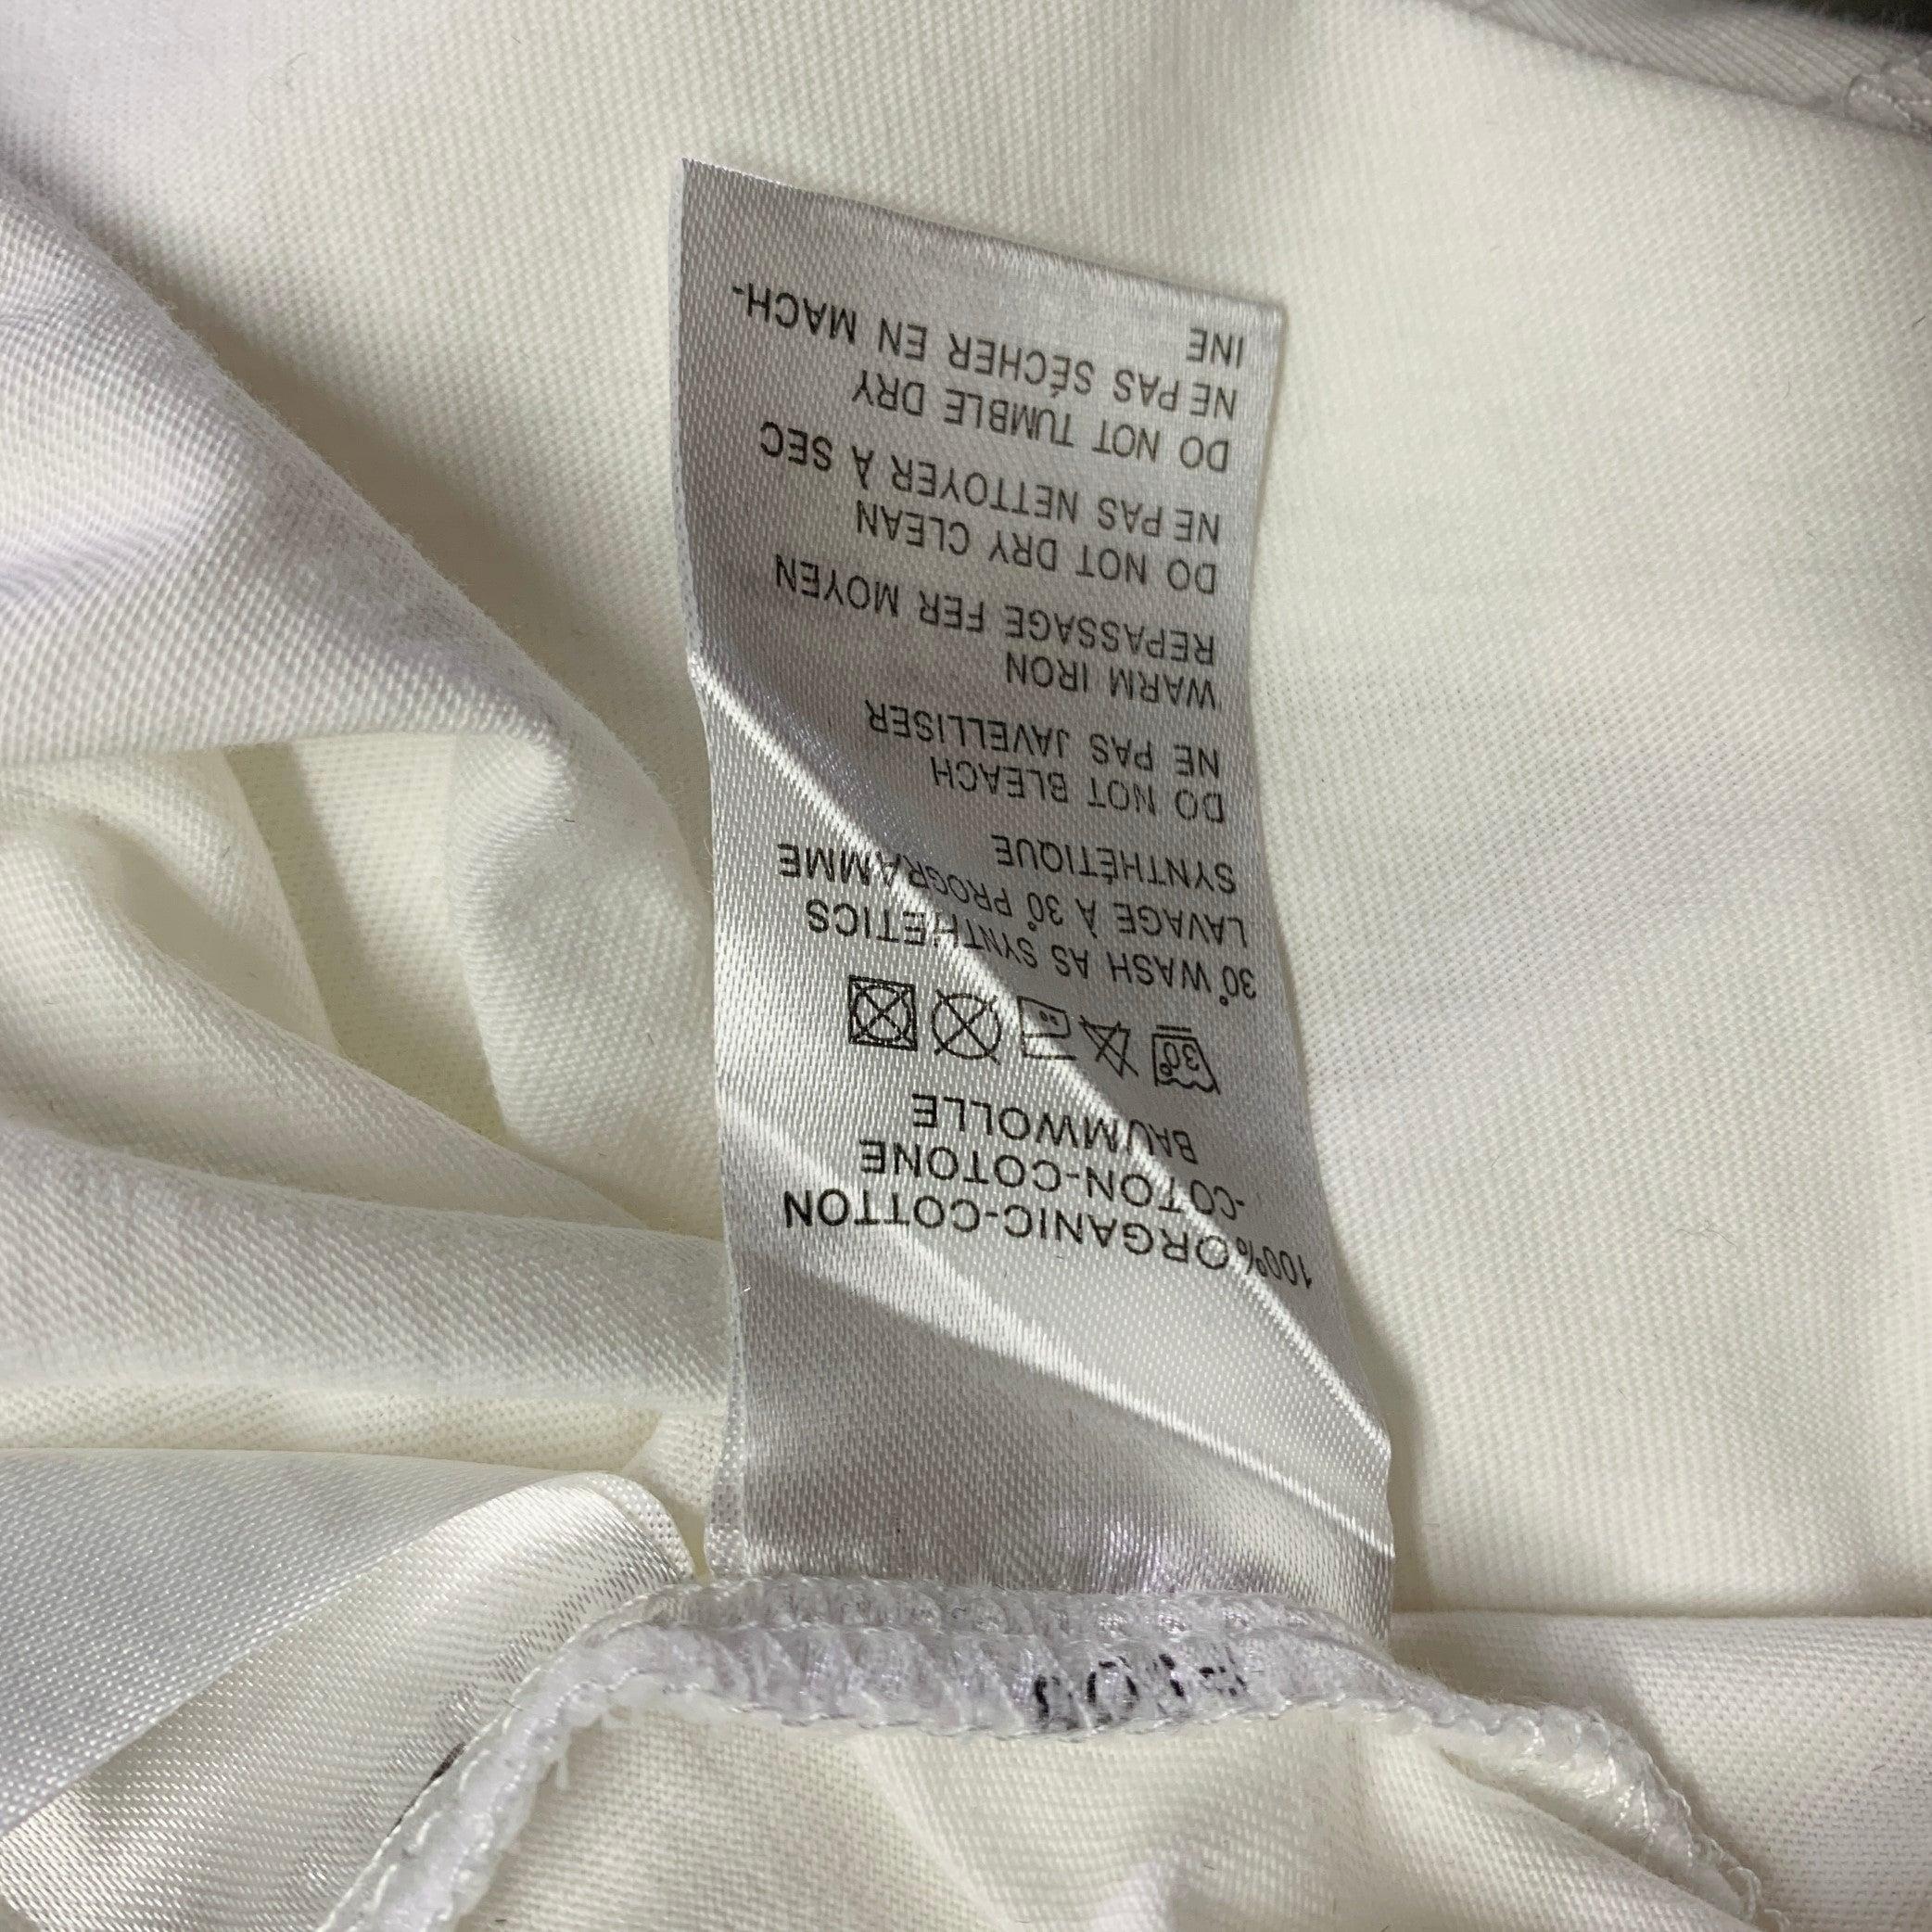 100%ORGANIC-COTTON
-COTTON-COTONE
BAUMWOLLE
30
30°WASH AS SYNTHETICS
LAVAGE À 30°PROGRAMME
SYNTHÉTIQUE
DO NOT BLEACH
NE PAS JAVELLISER
WARM IRON
REPASSAGE FER MOYEN
DO NOT DRY CLEAN
NE PAS NETTOYER À SEC
DO NOT TUMBLE DRY
NE PAS SÉCHER EN MACH-
INE